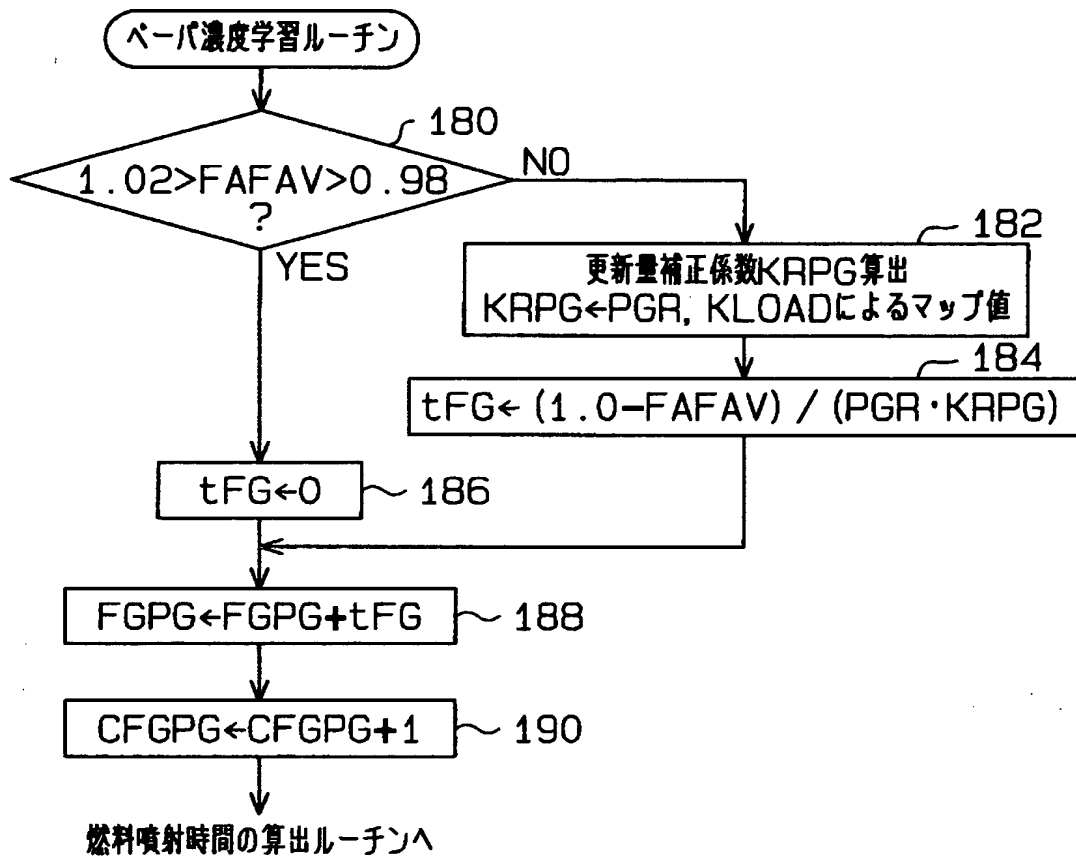 ベーパ濃度学習ルーチン
180
1.02>FAFAV>0.98
?
NO
YES
182
更新量補正係数KRPG算出
KRPG←PGR, KLOADによるマップ値
184
tFG←(1.0−FAFAV)/(PGR·KRPG)
tFG←0
186
FGPG←FGPG+tFG
188
CFGPG←CFGPG+1
190
燃料噴射時間の算出ルーチンへ